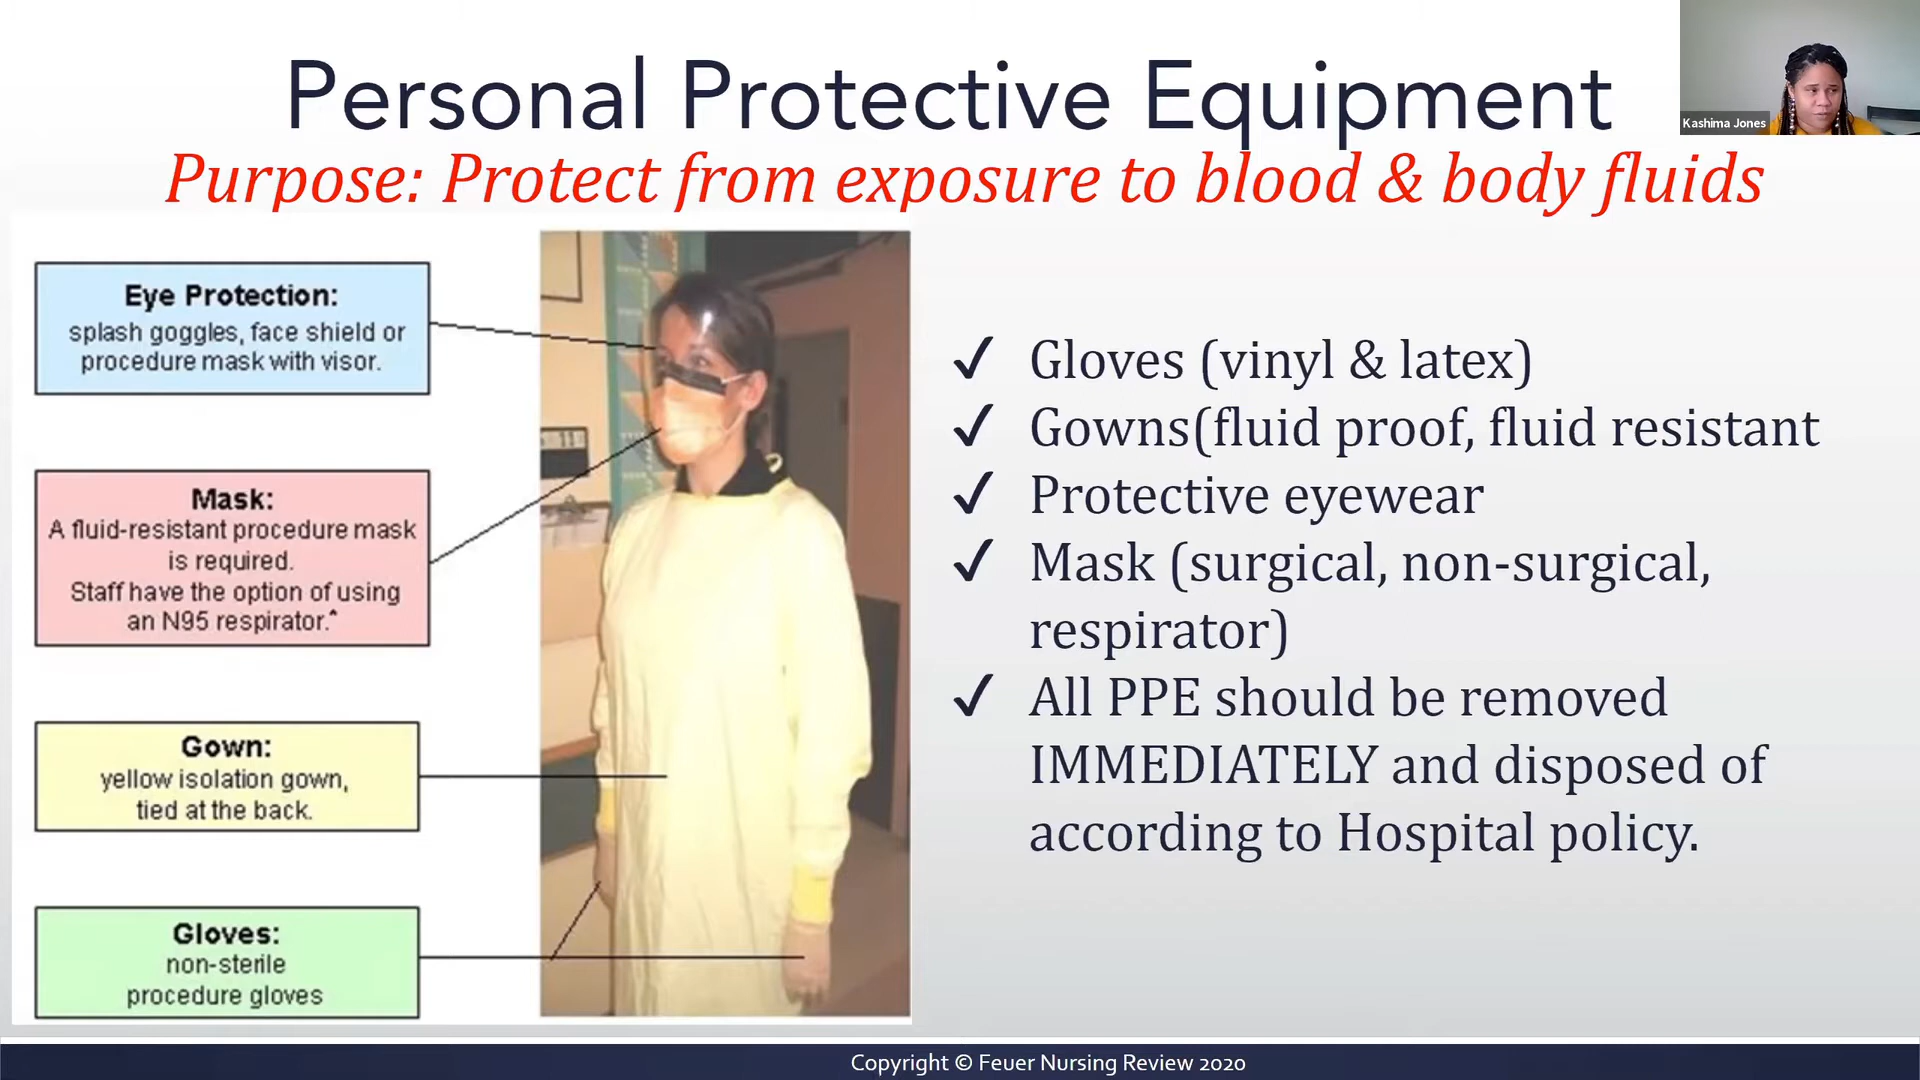 Personal Protective Equipment
Kashima Jones
Purpose: Protect from exposure to blood & body fluids
Eye Protection:
splash goggles, face shield or
procedure mask with visor.
Mask:
A fluid-resistant procedure mask
is required.
Staff have the option of using
an N95 respirator.*
Gown:
yellow isolation gown,
tied at the back.
Gloves:
non-sterile
procedure gloves
✓ Gloves (vinyl & latex)
✓ Gowns(fluid proof, fluid resistant
✓ Protective eyewear
✓ Mask (surgical, non-surgical,
respirator)
✓ All PPE should be removed
IMMEDIATELY and disposed of
according to Hospital policy.
Copyright © Feuer Nursing Review 2020